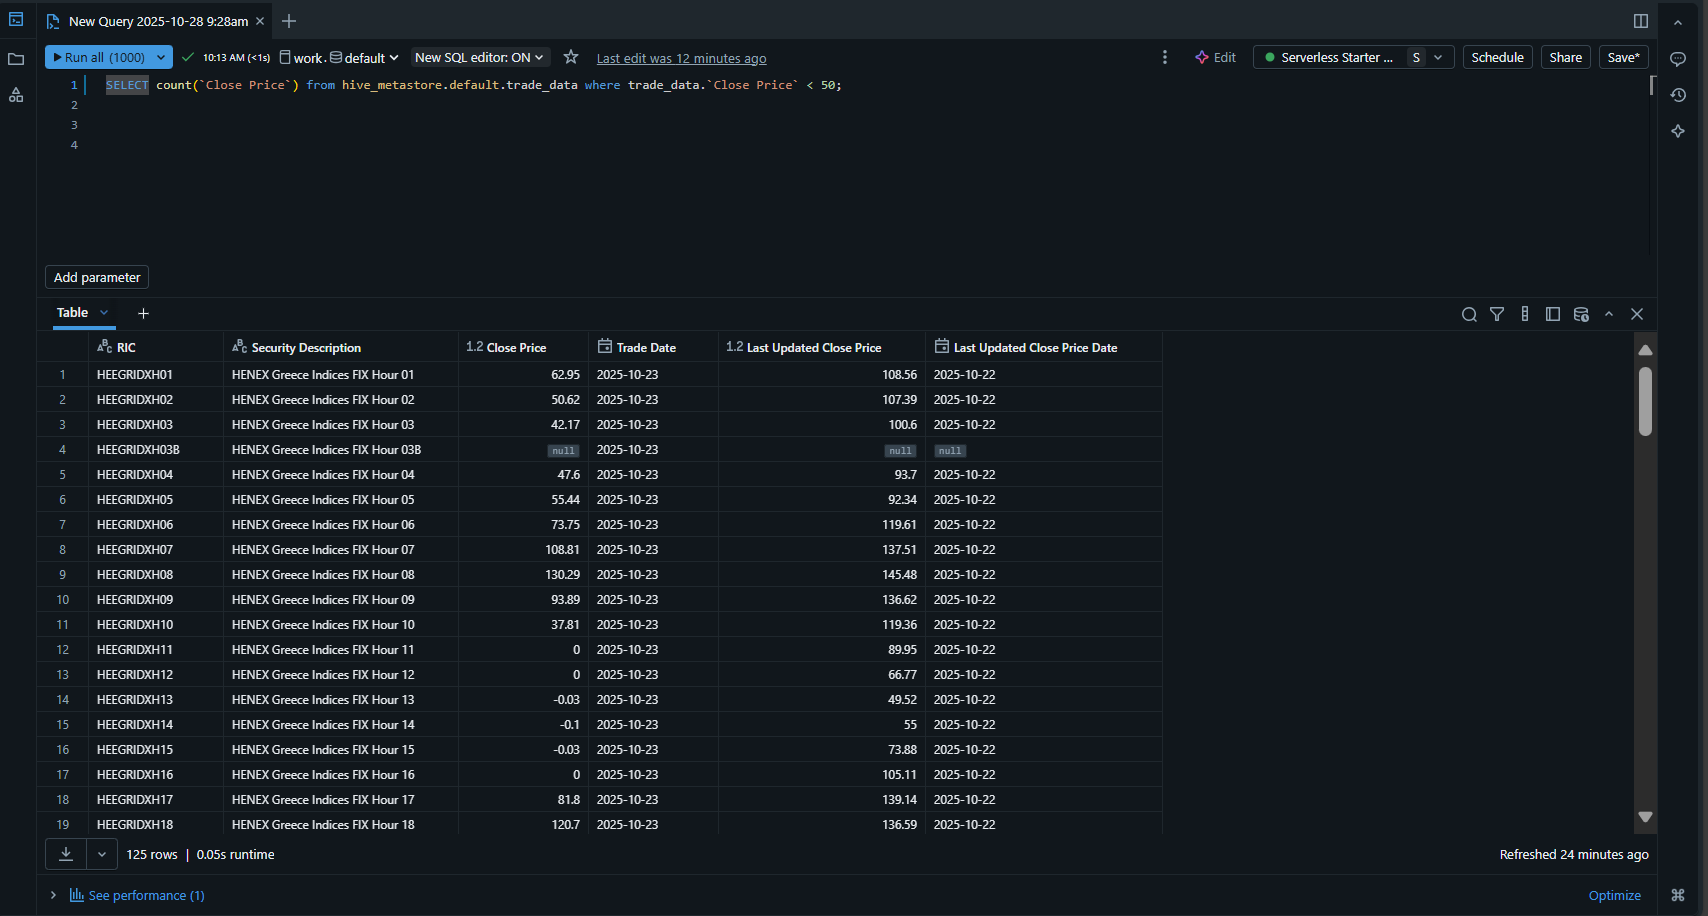 New Query 2025-10-28 9:28am
Run all (1000) 10:13 AM (<1s) work. default New SQL editor: ON Last edit was 12 minutes ago Edit Serverless Starter ... S Schedule Share Save*
1 SELECT count(`Close Price`) from hive_metastore.default.trade_data where trade_data.`Close Price` < 50;
2
3
4
Add parameter
Table
RIC Security Description 1.2 Close Price Trade Date 1.2 Last Updated Close Price Last Updated Close Price Date
1 HEEGRIDXH01 HENEX Greece Indices FIX Hour 01 62.95 2025-10-23 108.56 2025-10-22
2 HEEGRIDXH02 HENEX Greece Indices FIX Hour 02 50.62 2025-10-23 107.39 2025-10-22
3 HEEGRIDXH03 HENEX Greece Indices FIX Hour 03 42.17 2025-10-23 100.6 2025-10-22
4 HEEGRIDXH03B HENEX Greece Indices FIX Hour 03B null 2025-10-23 null null
5 HEEGRIDXH04 HENEX Greece Indices FIX Hour 04 47.6 2025-10-23 93.7 2025-10-22
6 HEEGRIDXH05 HENEX Greece Indices FIX Hour 05 55.44 2025-10-23 92.34 2025-10-22
7 HEEGRIDXH06 HENEX Greece Indices FIX Hour 06 73.75 2025-10-23 119.61 2025-10-22
8 HEEGRIDXH07 HENEX Greece Indices FIX Hour 07 108.81 2025-10-23 137.51 2025-10-22
9 HEEGRIDXH08 HENEX Greece Indices FIX Hour 08 130.29 2025-10-23 145.48 2025-10-22
10 HEEGRIDXH09 HENEX Greece Indices FIX Hour 09 93.89 2025-10-23 136.62 2025-10-22
11 HEEGRIDXH10 HENEX Greece Indices FIX Hour 10 37.81 2025-10-23 119.36 2025-10-22
12 HEEGRIDXH11 HENEX Greece Indices FIX Hour 11 0 2025-10-23 89.95 2025-10-22
13 HEEGRIDXH12 HENEX Greece Indices FIX Hour 12 0 2025-10-23 66.77 2025-10-22
14 HEEGRIDXH13 HENEX Greece Indices FIX Hour 13 -0.03 2025-10-23 49.52 2025-10-22
15 HEEGRIDXH14 HENEX Greece Indices FIX Hour 14 -0.1 2025-10-23 55 2025-10-22
16 HEEGRIDXH15 HENEX Greece Indices FIX Hour 15 -0.03 2025-10-23 73.88 2025-10-22
17 HEEGRIDXH16 HENEX Greece Indices FIX Hour 16 0 2025-10-23 105.11 2025-10-22
18 HEEGRIDXH17 HENEX Greece Indices FIX Hour 17 81.8 2025-10-23 139.14 2025-10-22
19 HEEGRIDXH18 HENEX Greece Indices FIX Hour 18 120.7 2025-10-23 136.59 2025-10-22
125 rows | 0.05s runtime Refreshed 24 minutes ago
See performance (1) Optimize